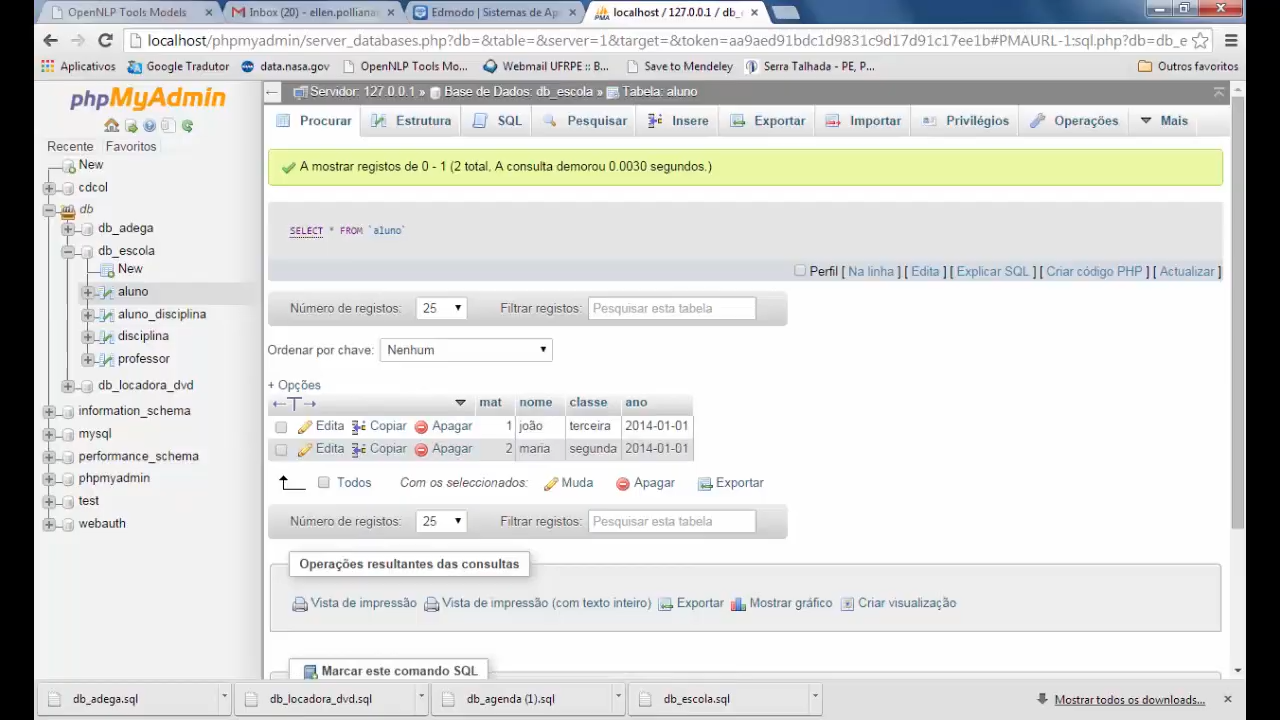 OpenNLP Tools Models
Inbox (20) - ellen.polliana
Edmodo | Sistemas de Ap
localhost / 127.0.0.1 / db_
localhost/phpmyadmin/server_databases.php?db=&table=&server=1&target=&token=aa9aed91bdc1d9831c9d17d91c17ee1b#PMAURL-1:sql.php?db=db_e
Aplicativos
Google Tradutor
data.nasa.gov
OpenNLP Tools Mo...
Webmail UFRPE :: B...
Save to Mendeley
Serra Talhada - PE, P...
Outros favoritos
phpMyAdmin
Recente Favoritos
New
cdcol
db
db_adega
db_escola
New
aluno
aluno_disciplina
disciplina
professor
db_locadora_dvd
information_schema
mysql
performance_schema
phpmyadmin
test
webauth
Servidor: 127.0.0.1 » Base de Dados: db_escola » Tabela: aluno
Procurar Estrutura SQL Pesquisar Insere Exportar Importar Privilégios Operações Mais
A mostrar registos de 0 - 1 (2 total, A consulta demorou 0.0030 segundos.)
SELECT * FROM `aluno`
Perfil [ Na linha ] [ Edita ] [ Explicar SQL ] [ Criar código PHP ] [ Actualizar ]
Número de registos: 25 Filtrar registos: Pesquisar esta tabela
Ordenar por chave: Nenhum
+ Opções
←T→ mat nome classe ano
Edita Copiar Apagar 1 joão terceira 2014-01-01
Edita Copiar Apagar 2 maria segunda 2014-01-01
Todos Com os seleccionados: Muda Apagar Exportar
Número de registos: 25 Filtrar registos: Pesquisar esta tabela
Operações resultantes das consultas
Vista de impressão Vista de impressão (com texto inteiro) Exportar Mostrar gráfico Criar visualização
Marcar este comando SQL
db_adega.sql
db_locadora_dvd.sql
db_agenda (1).sql
db_escola.sql
Mostrar todos os downloads...